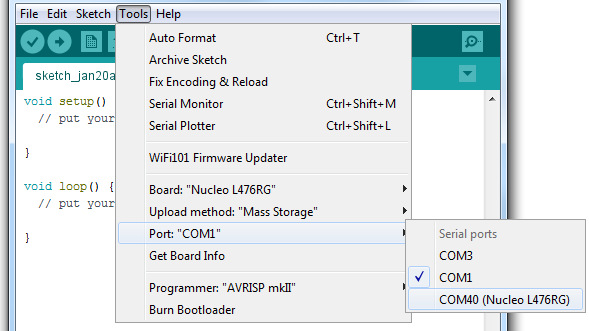 File Edit Sketch Tools Help
Auto Format Ctrl+T
Archive Sketch
Fix Encoding & Reload
Serial Monitor Ctrl+Shift+M
Serial Plotter Ctrl+Shift+L
WiFi101 Firmware Updater
Board: "Nucleo L476RG"
Upload method: "Mass Storage"
Port: "COM1"
Get Board Info
Programmer: "AVRISP mkII"
Burn Bootloader
Serial ports
COM3
COM1
COM40 (Nucleo L476RG)
sketch_jan20a
void setup()
// put your
}
void loop() {
// put your
}